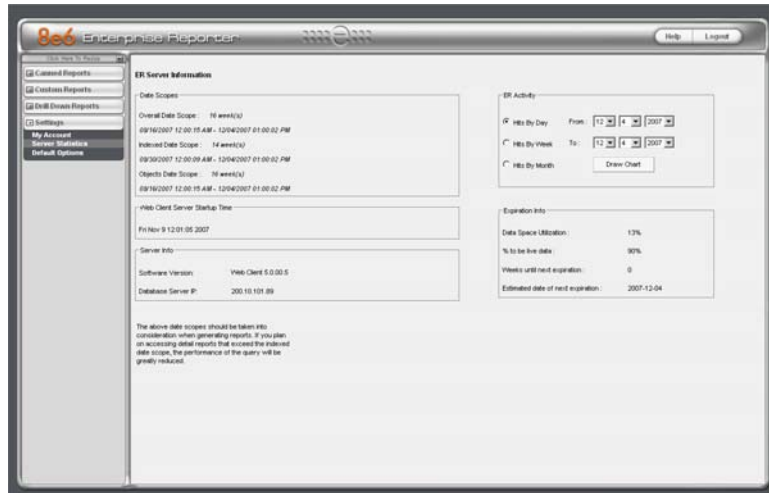 8e6 Enterprise Reporter
Help
Logout
Click Here To Pause
Canned Reports
Custom Reports
Drill Down Reports
Settings
My Account
Server Statistics
Default Options
ER Server Information
Date Scopes
Overall Date Scope : 16 week(s)
08/16/2007 12:00:15 AM - 12/04/2007 01:00:02 PM
Indexed Date Scope : 14 week(s)
08/30/2007 12:00:09 AM - 12/04/2007 01:00:02 PM
Objects Date Scope : 16 week(s)
08/16/2007 12:00:15 AM - 12/04/2007 01:00:02 PM
Web Client Server Startup Time
Fri Nov 9 12:01:05 2007
Server Info
Software Version: Web Client 5.0.00.5
Database Server IP: 200.10.101.89
The above date scopes should be taken into
consideration when generating reports. If you plan
on accessing detail reports that exceed the indexed
date scope, the performance of the query will be
greatly reduced.
ER Activity
Hits By Day From : 12 4 2007
Hits By Week To : 12 4 2007
Hits By Month Draw Chart
Expiration Info
Data Space Utilization : 13%
% to be live data : 90%
Weeks until next expiration : 0
Estimated date of next expiration : 2007-12-04